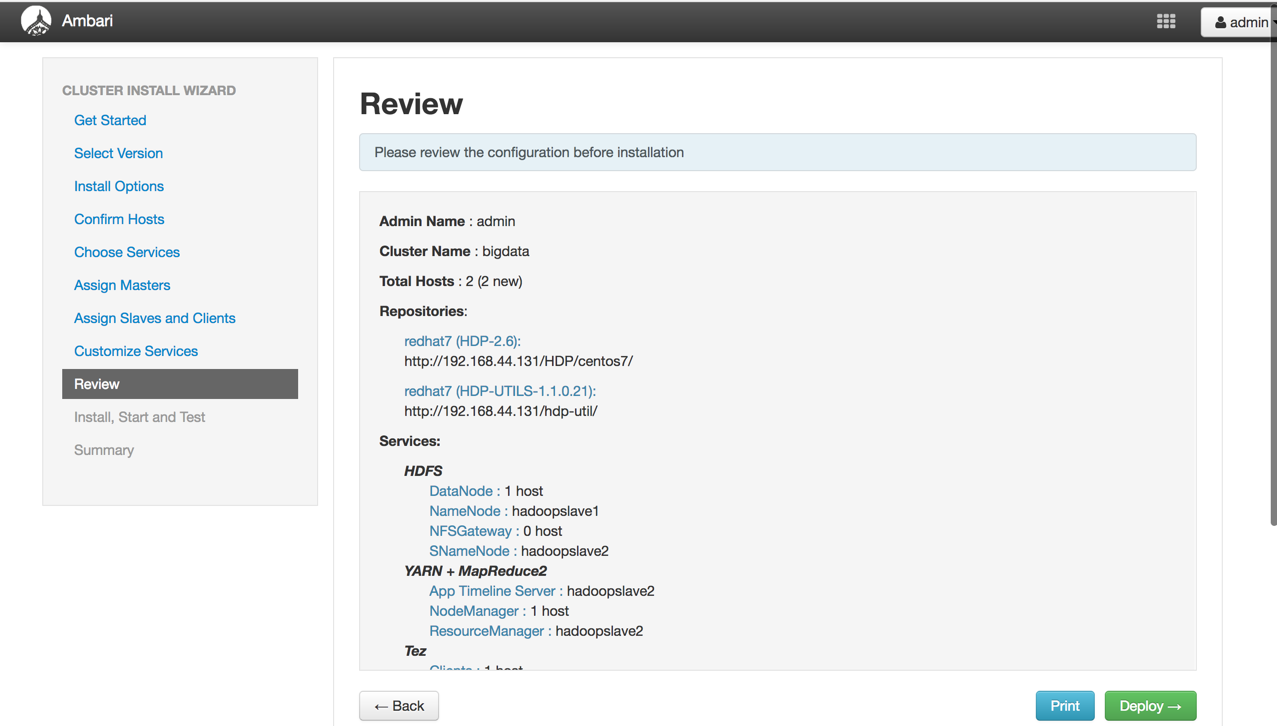 Ambari
admin
CLUSTER INSTALL WIZARD
Get Started
Select Version
Install Options
Confirm Hosts
Choose Services
Assign Masters
Assign Slaves and Clients
Customize Services
Review
Install, Start and Test
Summary
Review
Please review the configuration before installation
Admin Name : admin
Cluster Name : bigdata
Total Hosts : 2 (2 new)
Repositories:
redhat7 (HDP-2.6):
http://192.168.44.131/HDP/centos7/
redhat7 (HDP-UTILS-1.1.0.21):
http://192.168.44.131/hdp-util/
Services:
HDFS
DataNode : 1 host
NameNode : hadoopslave1
NFSGateway : 0 host
SNameNode : hadoopslave2
YARN + MapReduce2
App Timeline Server : hadoopslave2
NodeManager : 1 host
ResourceManager : hadoopslave2
Tez
Clients : 1 host
← Back
Print
Deploy →